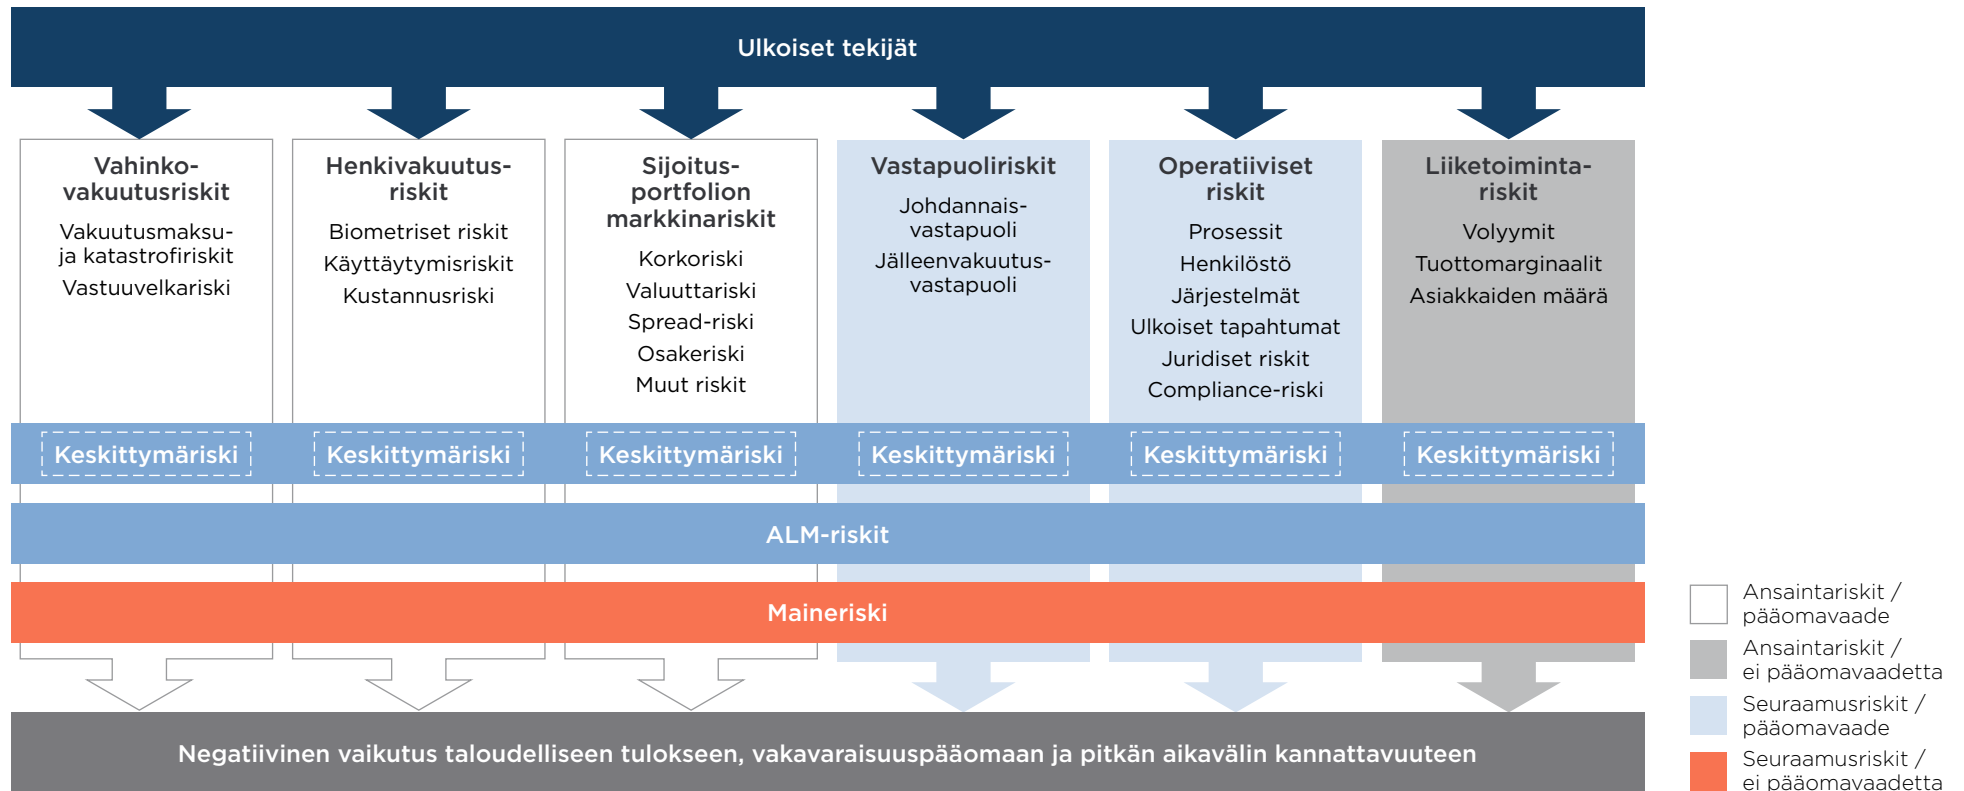 Ulkoiset tekijät
Vahinko-
vakuutusriskit
Vakuutusmaksu-
ja katastrofiriskit
Vastuuvelkariski
Henkivakuutus-
riskit
Biometriset riskit
Käyttäytymisriskit
Kustannusriski
Sijoitus-
portfolion
markkinariskit
Korkoriski
Valuuttariski
Spread-riski
Osakeriski
Muut riskit
Vastapuoliriskit
Johdannais-
vastapuoli
Jälleenvakuutus-
vastapuoli
Operatiiviset
riskit
Prosessit
Henkilöstö
Järjestelmät
Ulkoiset tapahtumat
Juridiset riskit
Compliance-riski
Liiketoiminta-
riskit
Volyymit
Tuottomarginaalit
Asiakkaiden määrä
Keskittymäriski
Keskittymäriski
Keskittymäriski
Keskittymäriski
Keskittymäriski
Keskittymäriski
ALM-riskit
Maineriski
Negatiivinen vaikutus taloudelliseen tulokseen, vakavaraisuuspääomaan ja pitkän aikavälin kannattavuuteen
Ansaintariskit /
pääomavaade
Ansaintariskit /
ei pääomavaadetta
Seuraamusriskit /
pääomavaade
Seuraamusriskit /
ei pääomavaadetta